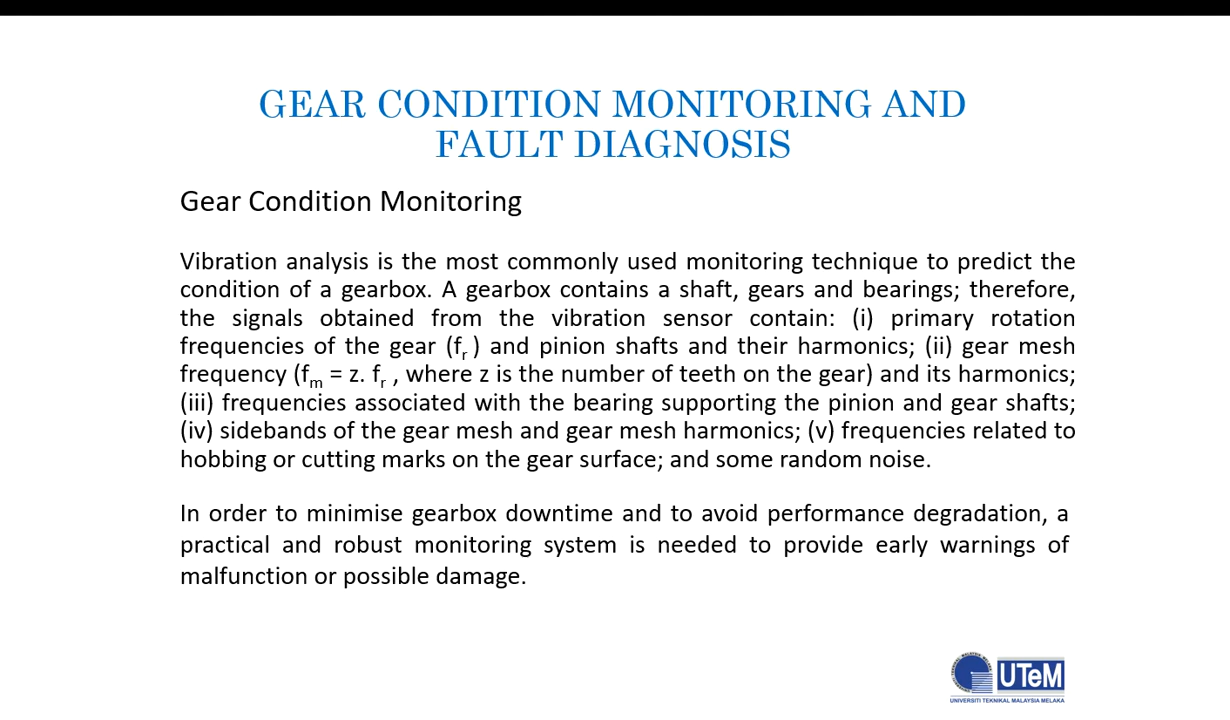 GEAR CONDITION MONITORING AND
FAULT DIAGNOSIS
Gear Condition Monitoring
Vibration analysis is the most commonly used monitoring technique to predict the
condition of a gearbox. A gearbox contains a shaft, gears and bearings; therefore,
the signals obtained from the vibration sensor contain: (i) primary rotation
frequencies of the gear (fr ) and pinion shafts and their harmonics; (ii) gear mesh
frequency (fm = z. fr , where z is the number of teeth on the gear) and its harmonics;
(iii) frequencies associated with the bearing supporting the pinion and gear shafts;
(iv) sidebands of the gear mesh and gear mesh harmonics; (v) frequencies related to
hobbing or cutting marks on the gear surface; and some random noise.
In order to minimise gearbox downtime and to avoid performance degradation, a
practical and robust monitoring system is needed to provide early warnings of
malfunction or possible damage.
UTeM
UNIVERSITI TEKNIKAL MALAYSIA MELAKA